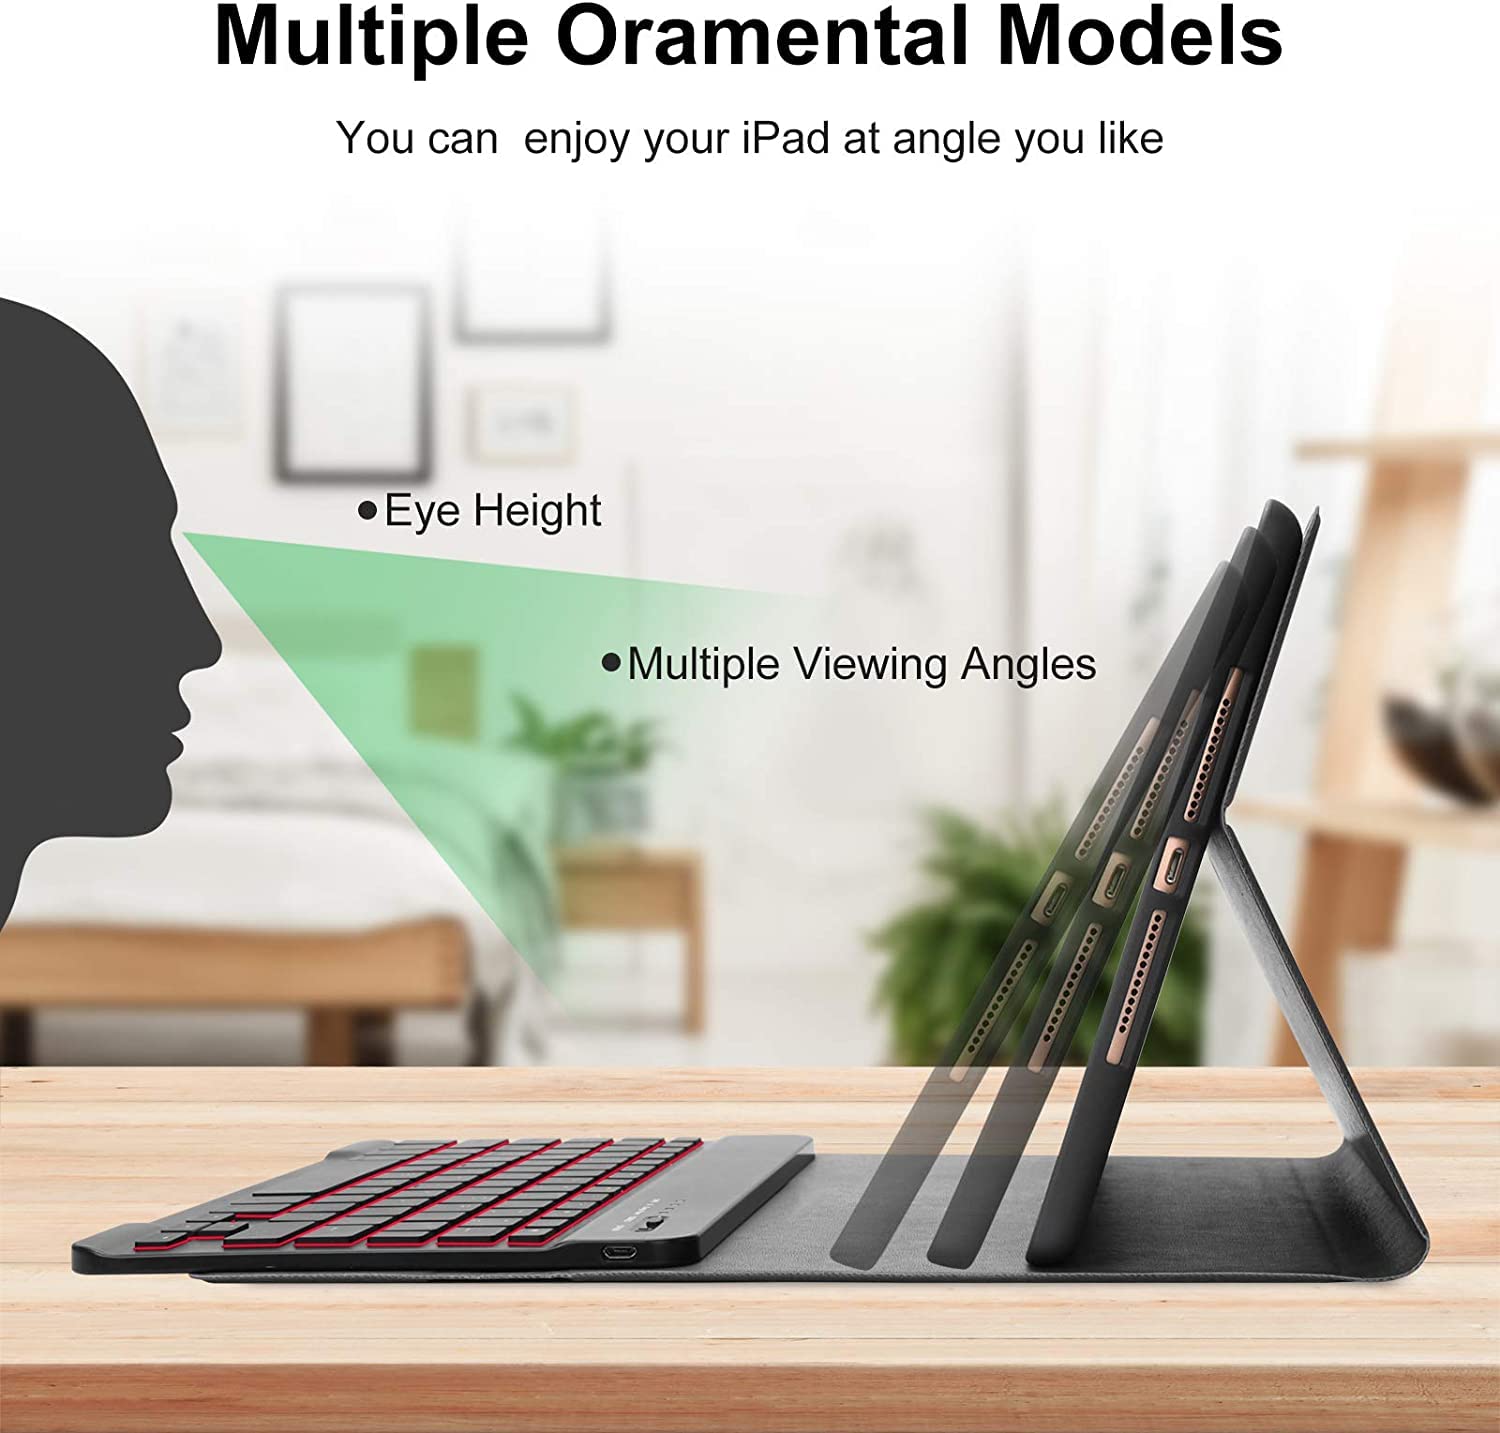 Multiple Oramental Models
You can  enjoy your iPad at angle you like
●Eye Height
●Multiple Viewing Angles